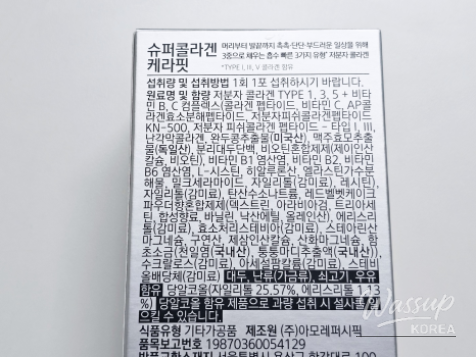 슈퍼콜라겐
케라핏
머리부터 발끝까지 촉촉·단단·부드러운 일상을 위해
3중으로 채우는 흡수 빠른 3가지 유형* 저분자 콜라겐
*TYPE I, III, V 콜라겐 함유
섭취량 및 섭취방법 1회 1포 섭취하시기 바랍니다.
원료명 및 함량 저분자 콜라겐 TYPE 1, 3, 5 + 비타
민 B, C 컴플렉스(콜라겐 펩타이드, 비타민 C, AP콜
라겐효소분해펩타이드, 저분자피쉬콜라겐펩타이드
KN-500, 저분자 피쉬콜라겐 펩타이드 - 타입 I, III,
난각막콜라겐, 완두콩추출물(미국산), 맥주효모추출
물(독일산), 분리대두단백, 비오틴혼합제제(제이인산
칼슘, 비오틴), 비타민 B1 염산염, 비타민 B2, 비타민
B6 염산염, L-시스틴, 히알루론산, 엘라스틴가수분
해물, 밀크세라마이드, 자일리톨(감미료), 레시틴),
자일리톨(감미료), 탄산수소나트륨, 레드벨벳케이크
파우더향혼합제제(덱스트린, 아라비아검, 트리아세
틴, 합성향료, 바닐린, 낙산에틸, 올레인산), 에리스리
톨(감미료), L-효소처리스테비아(감미료), 스테아린산
마그네슘, 구연산, 제삼인산칼슘, 산화마그네슘, 함
초소금(천일염(국내산), 퉁퉁마디추출액(국내산)),
수크랄로스(감미료), 아세설팜칼륨(감미료), 스테비
올배당체(감미료) 대두, 난류(가금류), 쇠고기, 우유
함유 당알코올(자일리톨 25.57%, 에리스리톨 1.13
%) 당알코올 함유 제품으로 과량 섭취 시 설사를
으킬 수 있습니다.
식품유형 기타가공품 제조원 (주)아모레퍼시픽
품목보고번호 19870360054129
서울특별시 용산구 한강대로 100
Wassup
KOREA